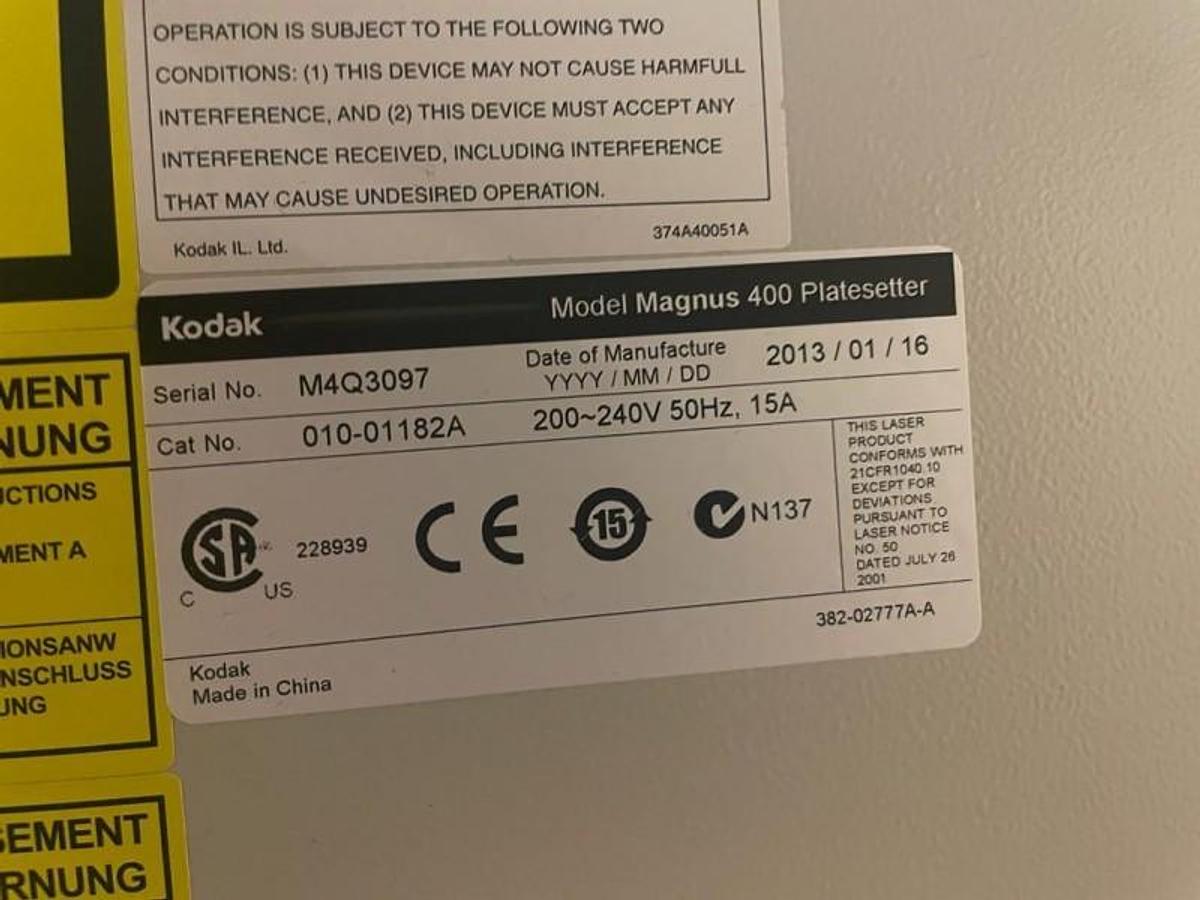 OPERATION IS SUBJECT TO THE FOLLOWING TWO
CONDITIONS: (1) THIS DEVICE MAY NOT CAUSE HARMFULL
INTERFERENCE, AND (2) THIS DEVICE MUST ACCEPT ANY
INTERFERENCE RECEIVED, INCLUDING INTERFERENCE
THAT MAY CAUSE UNDESIRED OPERATION.
Kodak IL. Ltd.
374A40051A
Kodak
Model Magnus 400 Platesetter
Serial No. M4Q3097
Date of Manufacture
YYYY / MM / DD
2013 / 01 / 16
Cat No. 010-01182A
200~240V 50Hz, 15A
THIS LASER
PRODUCT
CONFORMS WITH
21CFR1040.10
EXCEPT FOR
DEVIATIONS
PURSUANT TO
LASER NOTICE
NO. 50
DATED JULY 26
2001
C SA US
228939
CE
15
N137
382-02777A-A
Kodak
Made in China
MENT
NUNG
UCTIONS
MENT A
IONSANW
NSCHLUSS
UNG
SEMENT
RNUNG